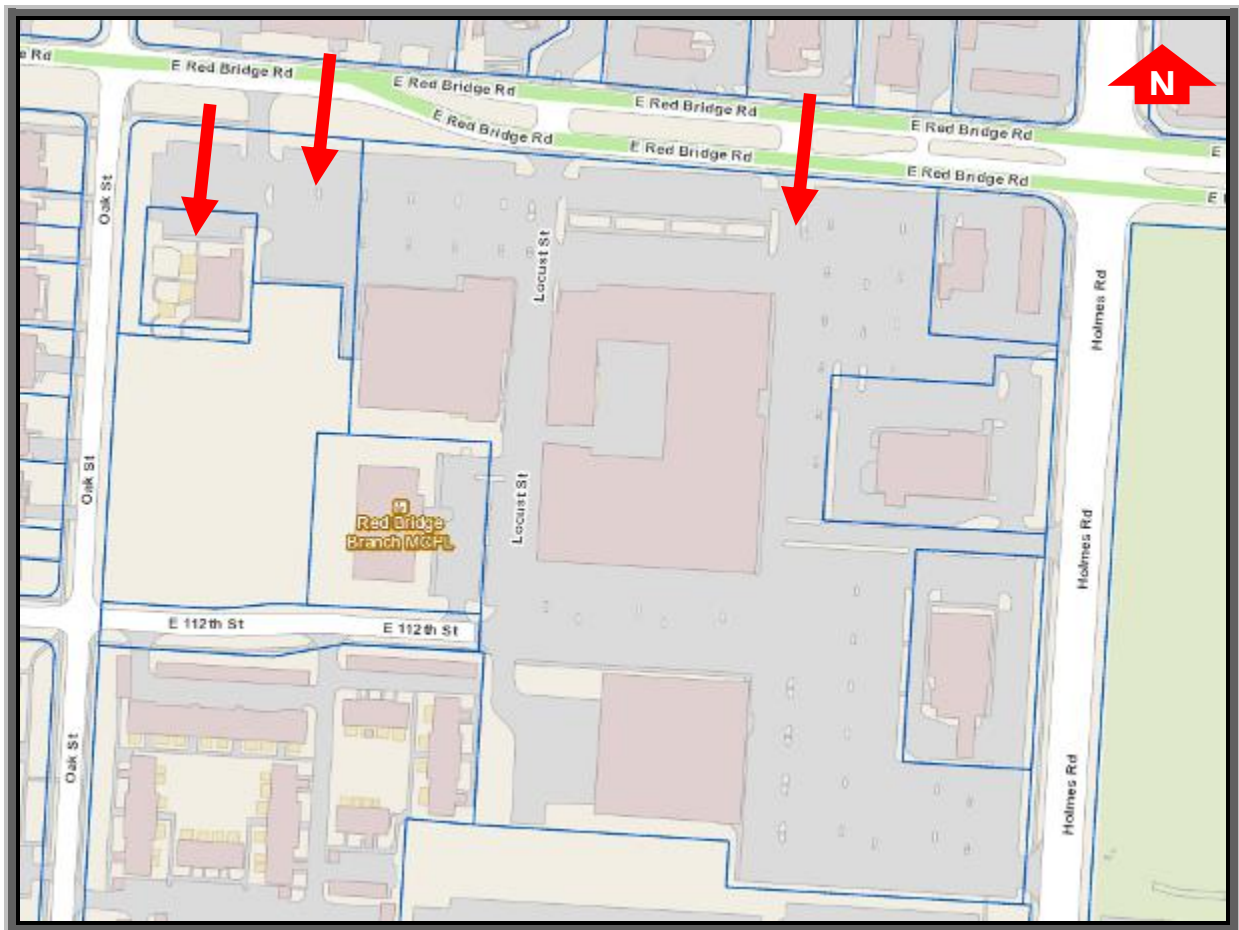 e Rd
E Red Bridge Rd
E Red Bridge Rd
E Red Bridge Rd
E Red Bridge Rd
E Red Bridge Rd
E Red Bridge Rd
E Red Bridge Rd
E
E
N
Oak St
Locust St
Holmes Rd
Oak St
Locust St
Red Bridge
Branch MCPL
Holmes Rd
E 112th St
E 112th St
Oak St
Holmes Rd